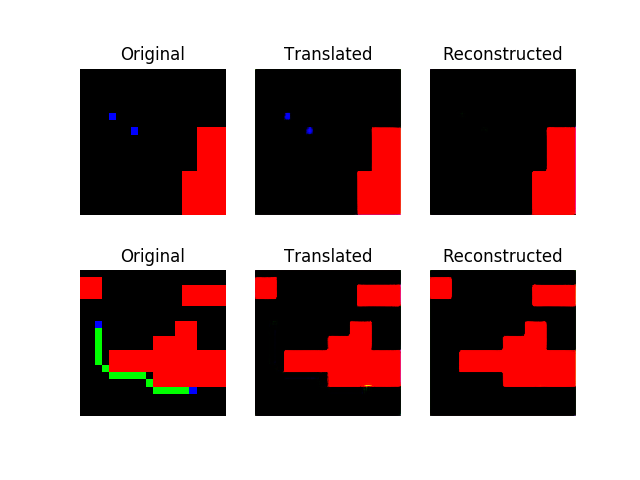 Original
Translated
Reconstructed
Original
Translated
Reconstructed